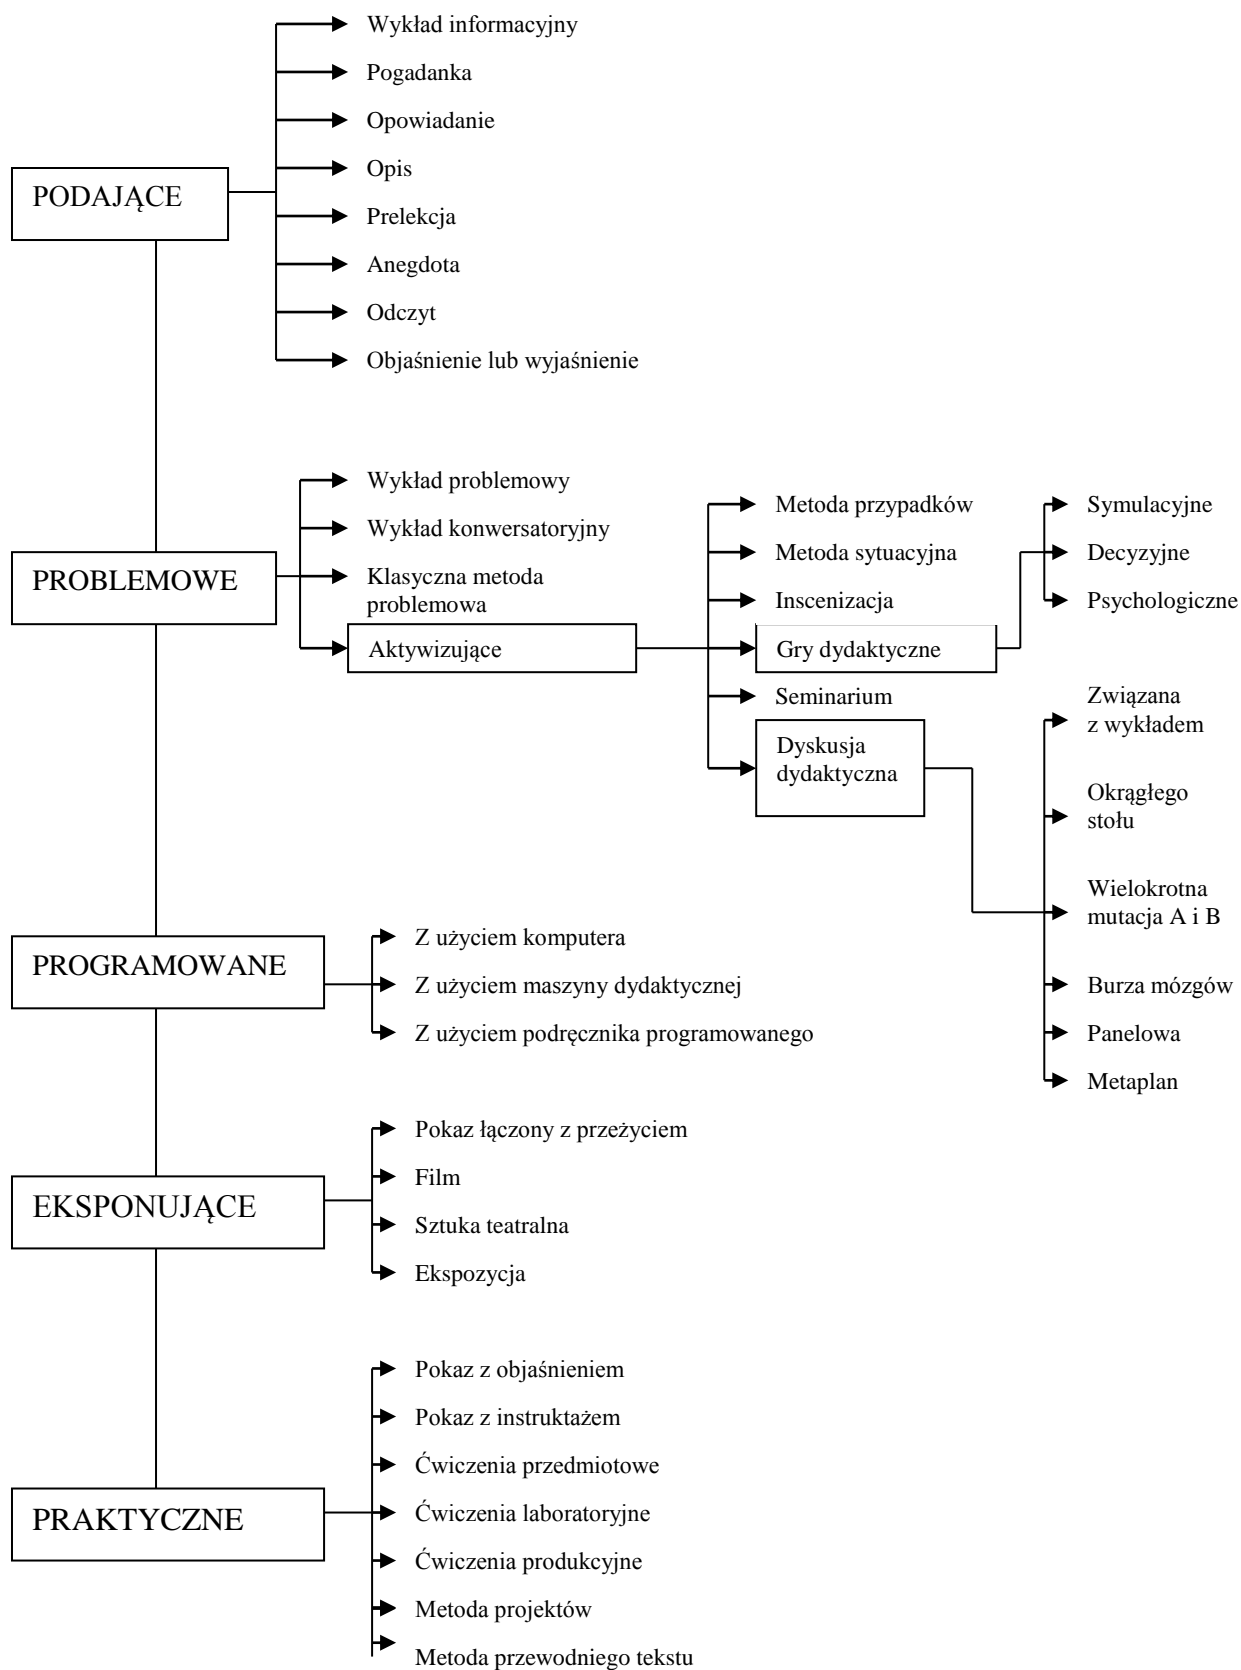 PODAJĄCE
Wykład informacyjny
Pogadanka
Opowiadanie
Opis
Prelekcja
Anegdota
Odczyt
Objaśnienie lub wyjaśnienie
PROBLEMOWE
Wykład problemowy
Wykład konwersatoryjny
Klasyczna metoda
problemowa
Aktywizujące
Metoda przypadków
Metoda sytuacyjna
Inscenizacja
Gry dydaktyczne
Seminarium
Dyskusja
dydaktyczna
Symulacyjne
Decyzyjne
Psychologiczne
Związana
z wykładem
Okrągłego
stołu
Wielokrotna
mutacja A i B
Burza mózgów
Panelowa
Metaplan
PROGRAMOWANE
Z użyciem komputera
Z użyciem maszyny dydaktycznej
Z użyciem podręcznika programowanego
EKSPONUJĄCE
Pokaz łączony z przeżyciem
Film
Sztuka teatralna
Ekspozycja
PRAKTYCZNE
Pokaz z objaśnieniem
Pokaz z instruktażem
Ćwiczenia przedmiotowe
Ćwiczenia laboratoryjne
Ćwiczenia produkcyjne
Metoda projektów
Metoda przewodniego tekstu